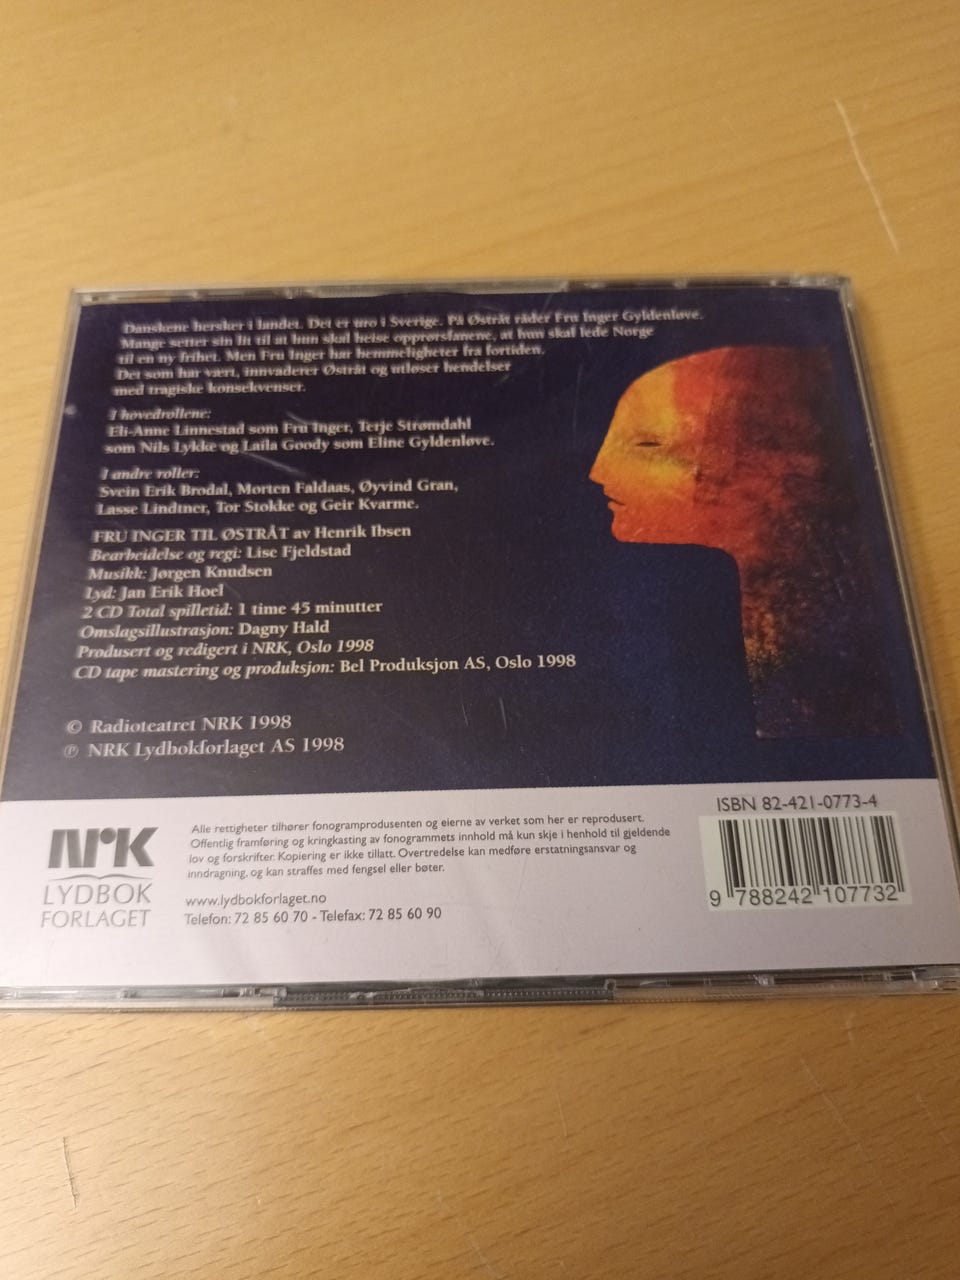 Danskene hersker i landet. Det er uro i Sverige. På Østråt råder Fru Inger Gyldenløve.
Mange setter sin lit til at hun skal heise opprørsfanene, at hun skal lede Norge
til en ny frihet. Men Fru Inger har hemmeligheter fra fortiden.
Det som har vært, innvaderer Østråt og utløser hendelser
med tragiske konsekvenser.
I hovedrollene:
Eli-Anne Linnestad som Fru Inger, Terje Strømdahl
som Nils Lykke og Laila Goody som Eline Gyldenløve.
I andre roller:
Svein Erik Brodal, Morten Faldaas, Øyvind Gran,
Lasse Lindtner, Tor Stokke og Geir Kvarme.
FRU INGER TIL ØSTRÅT av Henrik Ibsen
Bearbeidelse og regi: Lise Fjeldstad
Musikk: Jørgen Knudsen
Lyd: Jan Erik Hoel
2 CD Total spilletid: 1 time 45 minutter
Omslagsillustrasjon: Dagny Hald
Produsert og redigert i NRK, Oslo 1998
CD tape mastering og produksjon: Bel Produksjon AS, Oslo 1998
© Radioteatret NRK 1998
℗ NRK Lydbokforlaget AS 1998
NRK
LYDBOK
FORLAGET
Alle rettigheter tilhører fonogramprodusenten og eierne av verket som her er reprodusert.
Offentlig framføring og kringkasting av fonogrammets innhold må kun skje i henhold til gjeldende
lov og forskrifter. Kopiering er ikke tillatt. Overtredelse kan medføre erstatningsansvar og
inndragning, og kan straffes med fengsel eller bøter.
www.lydbokforlaget.no
Telefon: 72 85 60 70 - Telefax: 72 85 60 90
ISBN 82-421-0773-4
9 788242 107732